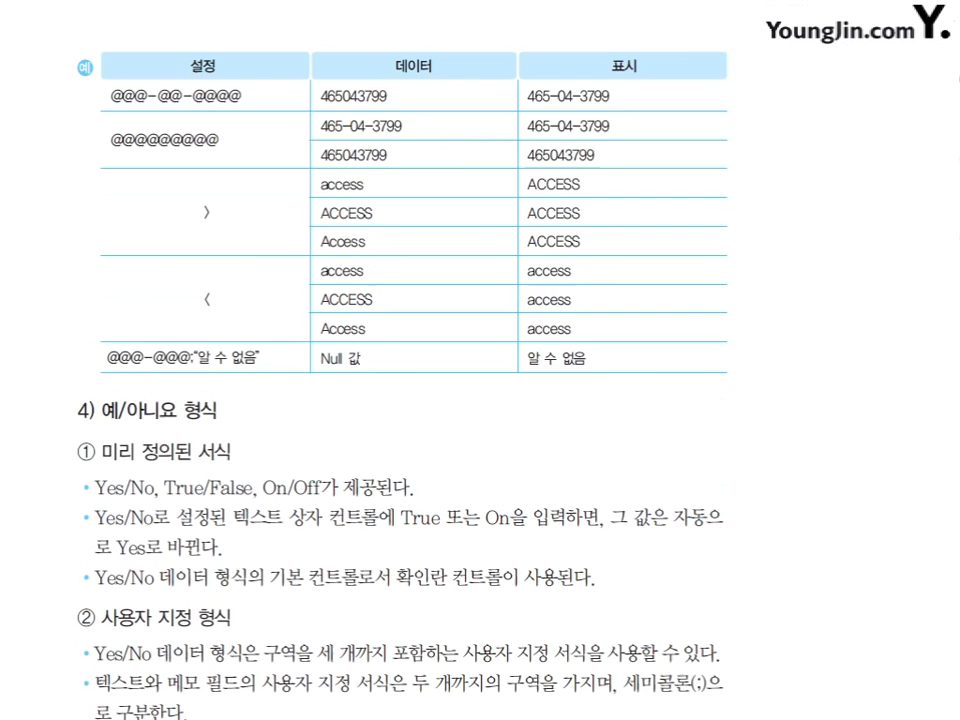 YoungJin.com Y.
예
설정 데이터 표시
@@@-@@-@@@@ 465043799 465-04-3799
@@@@@@@@@ 465-04-3799 465-04-3799
465043799 465043799
> access ACCESS
ACCESS ACCESS
Access ACCESS
< access access
ACCESS access
Access access
@@@-@@@;"알 수 없음" Null 값 알 수 없음
4) 예/아니요 형식
① 미리 정의된 서식
• Yes/No, True/False, On/Off가 제공된다.
• Yes/No로 설정된 텍스트 상자 컨트롤에 True 또는 On을 입력하면, 그 값은 자동으
로 Yes로 바뀐다.
• Yes/No 데이터 형식의 기본 컨트롤로서 확인란 컨트롤이 사용된다.
② 사용자 지정 형식
• Yes/No 데이터 형식은 구역을 세 개까지 포함하는 사용자 지정 서식을 사용할 수 있다.
• 텍스트와 메모 필드의 사용자 지정 서식은 두 개까지의 구역을 가지며, 세미콜론(;)으
로 구분한다.